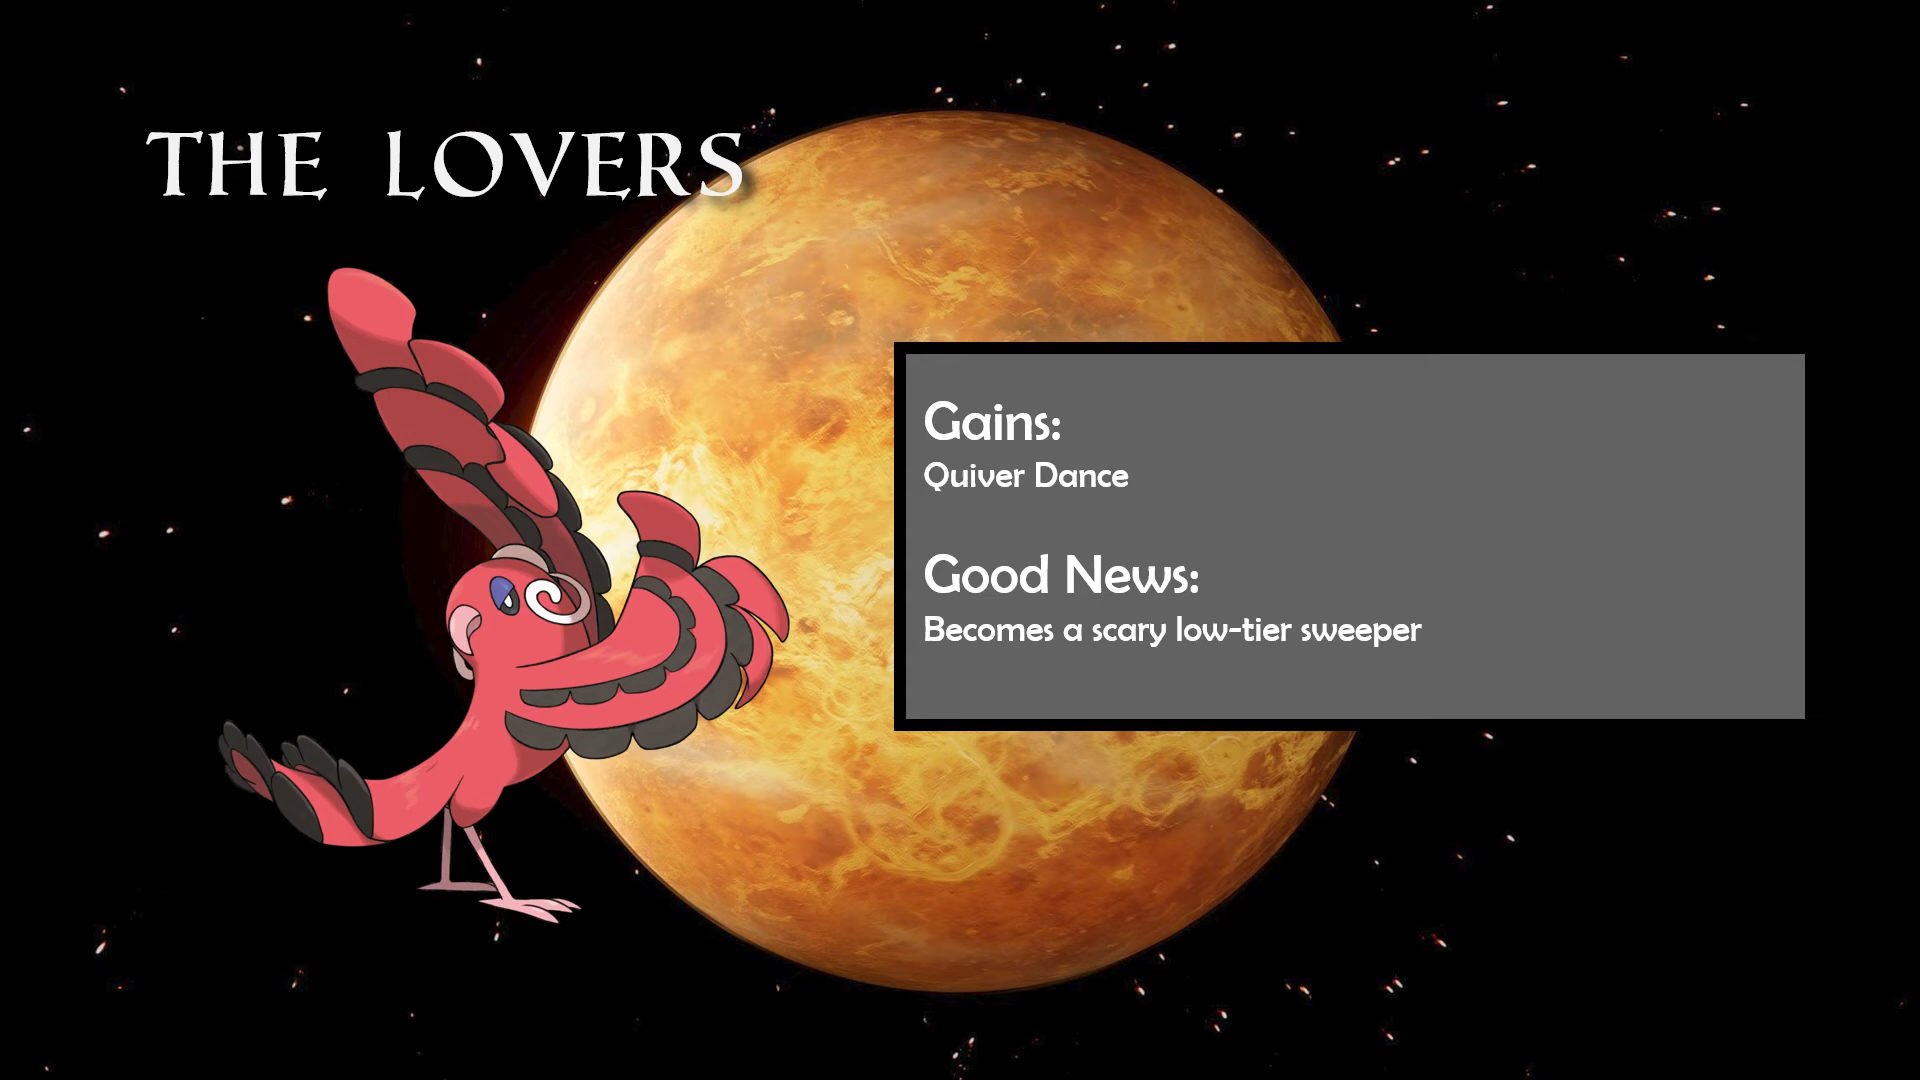 THE LOVERS
Gains:
Quiver Dance
Good News:
Becomes a scary low-tier sweeper